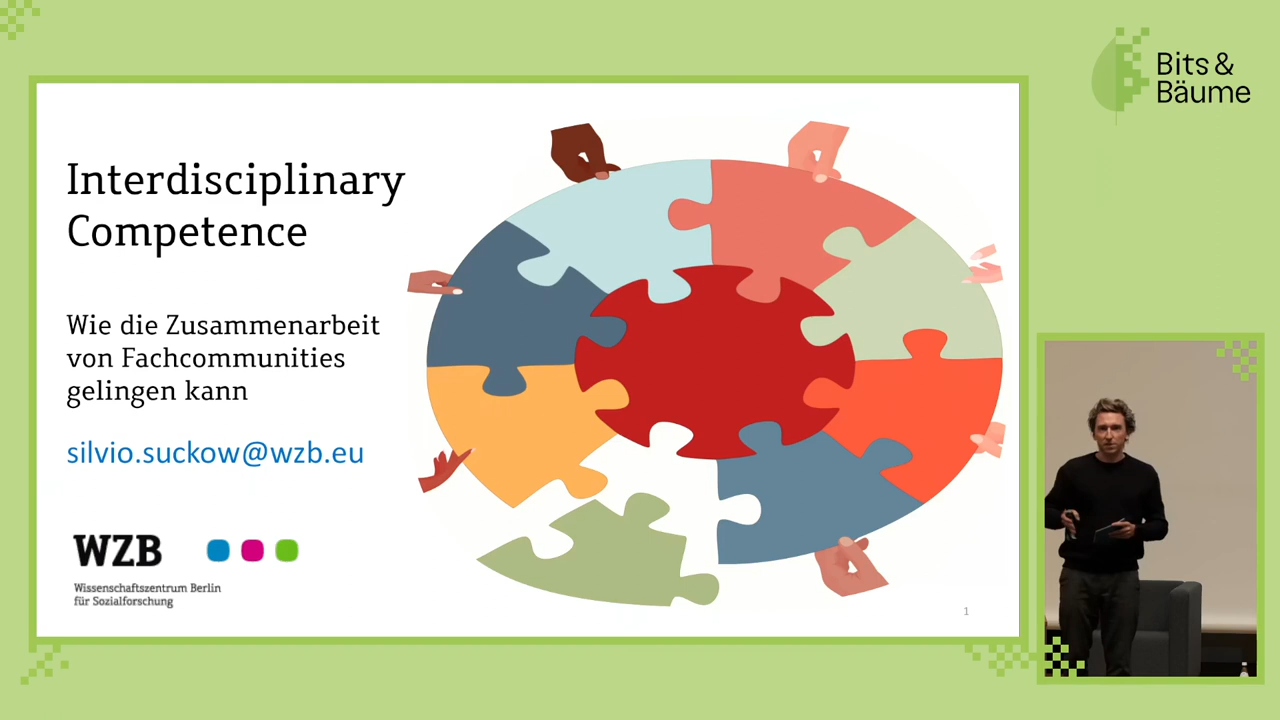 Interdisciplinary
Competence
Wie die Zusammenarbeit
von Fachcommunities
gelingen kann
silvio.suckow@wzb.eu
WZB
Wissenschaftszentrum Berlin
für Sozialforschung
1
Bits &
Bäume